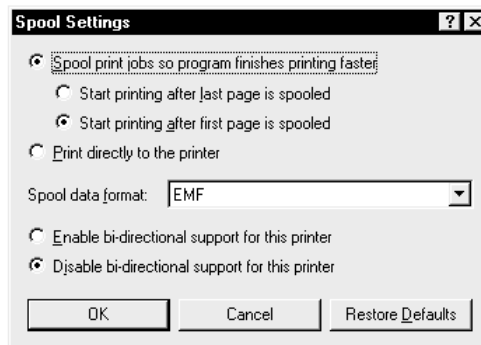 Spool Settings
Spool print jobs so program finishes printing faster
Start printing after last page is spooled
Start printing after first page is spooled
Print directly to the printer
Spool data format: EMF
Enable bi-directional support for this printer
Disable bi-directional support for this printer
OK Cancel Restore Defaults